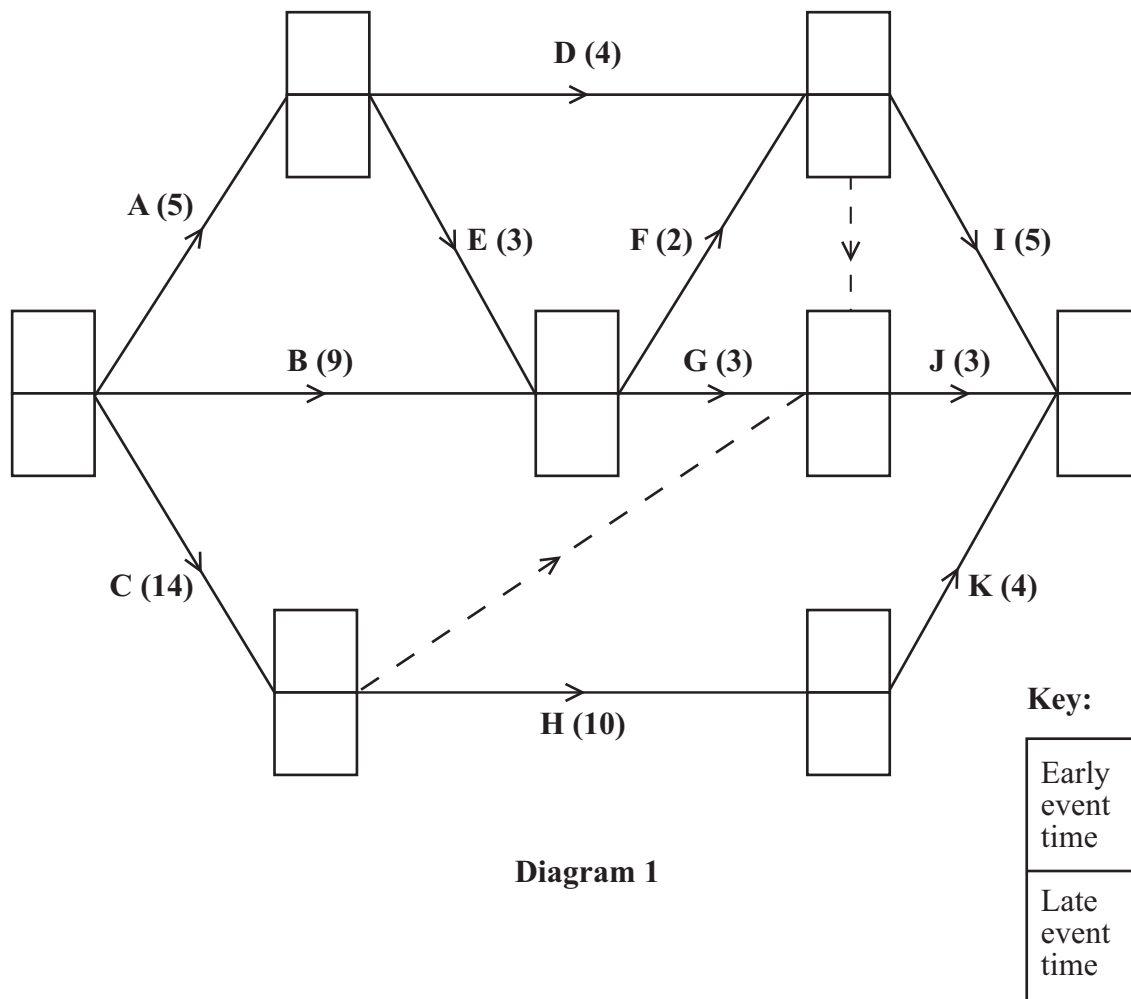 D (4)
A (5)
E (3)
F (2)
I (5)
B (9)
G (3)
J (3)
C (14)
K (4)
H (10)
Key:
Early
event
time
Diagram 1
Late
event
time